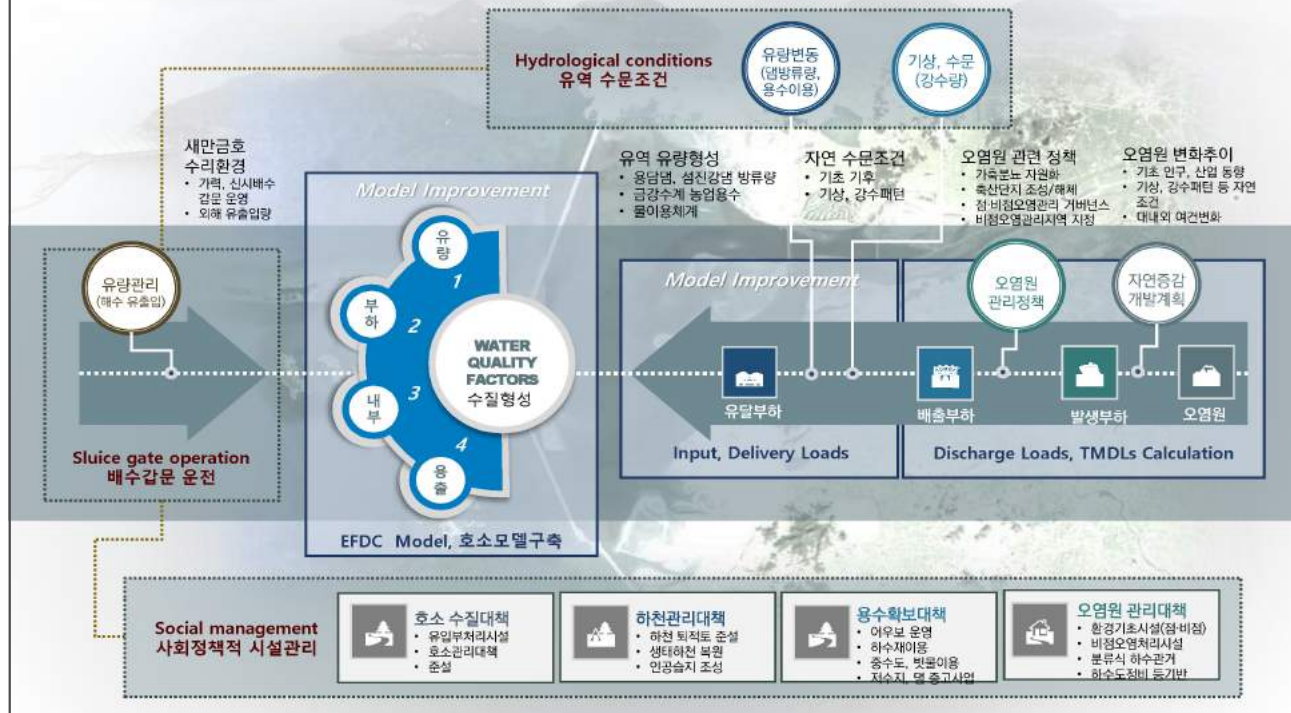 Hydrological conditions
유역 수문조건
유량변동
(댐방류량,
용수이용)
기상, 수문
(강수량)
새만금호
수리환경
• 가력, 신시배수
갑문 운영
• 외해 유출입량
유역 유량형성
• 용담댐, 섬진강댐 방류량
• 금강수계 농업용수
• 물이용체계
자연 수문조건
• 기초 기후
• 기상, 강수패턴
오염원 관련 정책
• 가축분뇨 자원화
• 축산단지 조성/해체
• 점·비점오염관리 거버넌스
• 비점오염관리지역 지정
오염원 변화추이
• 기초 인구, 산업 동향
• 기상, 강수패턴 등 자연
조건
• 대내외 여건변화
유량관리
(해수 유출입)
Sluice gate operation
배수갑문 운전
Model Improvement
유량
1
부하
2
내부
3
용출
4
WATER
QUALITY
FACTORS
수질형성
EFDC Model, 호소모델구축
Model Improvement
유달부하
Input, Delivery Loads
오염원
관리정책
자연증감
개발계획
배출부하
발생부하
오염원
Discharge Loads, TMDLs Calculation
Social management
사회정책적 시설관리
호소 수질대책
• 유입부처리시설
• 호소관리대책
• 준설
하천관리대책
• 하천 퇴적토 준설
• 생태하천 복원
• 인공습지 조성
용수확보대책
• 어우보 운영
• 하수재이용
• 중수도, 빗물이용
• 저수지, 댐 증고사업
오염원 관리대책
• 환경기초시설(점·비점)
• 비점오염처리시설
• 분류식 하수관거
• 하수도정비 등기반